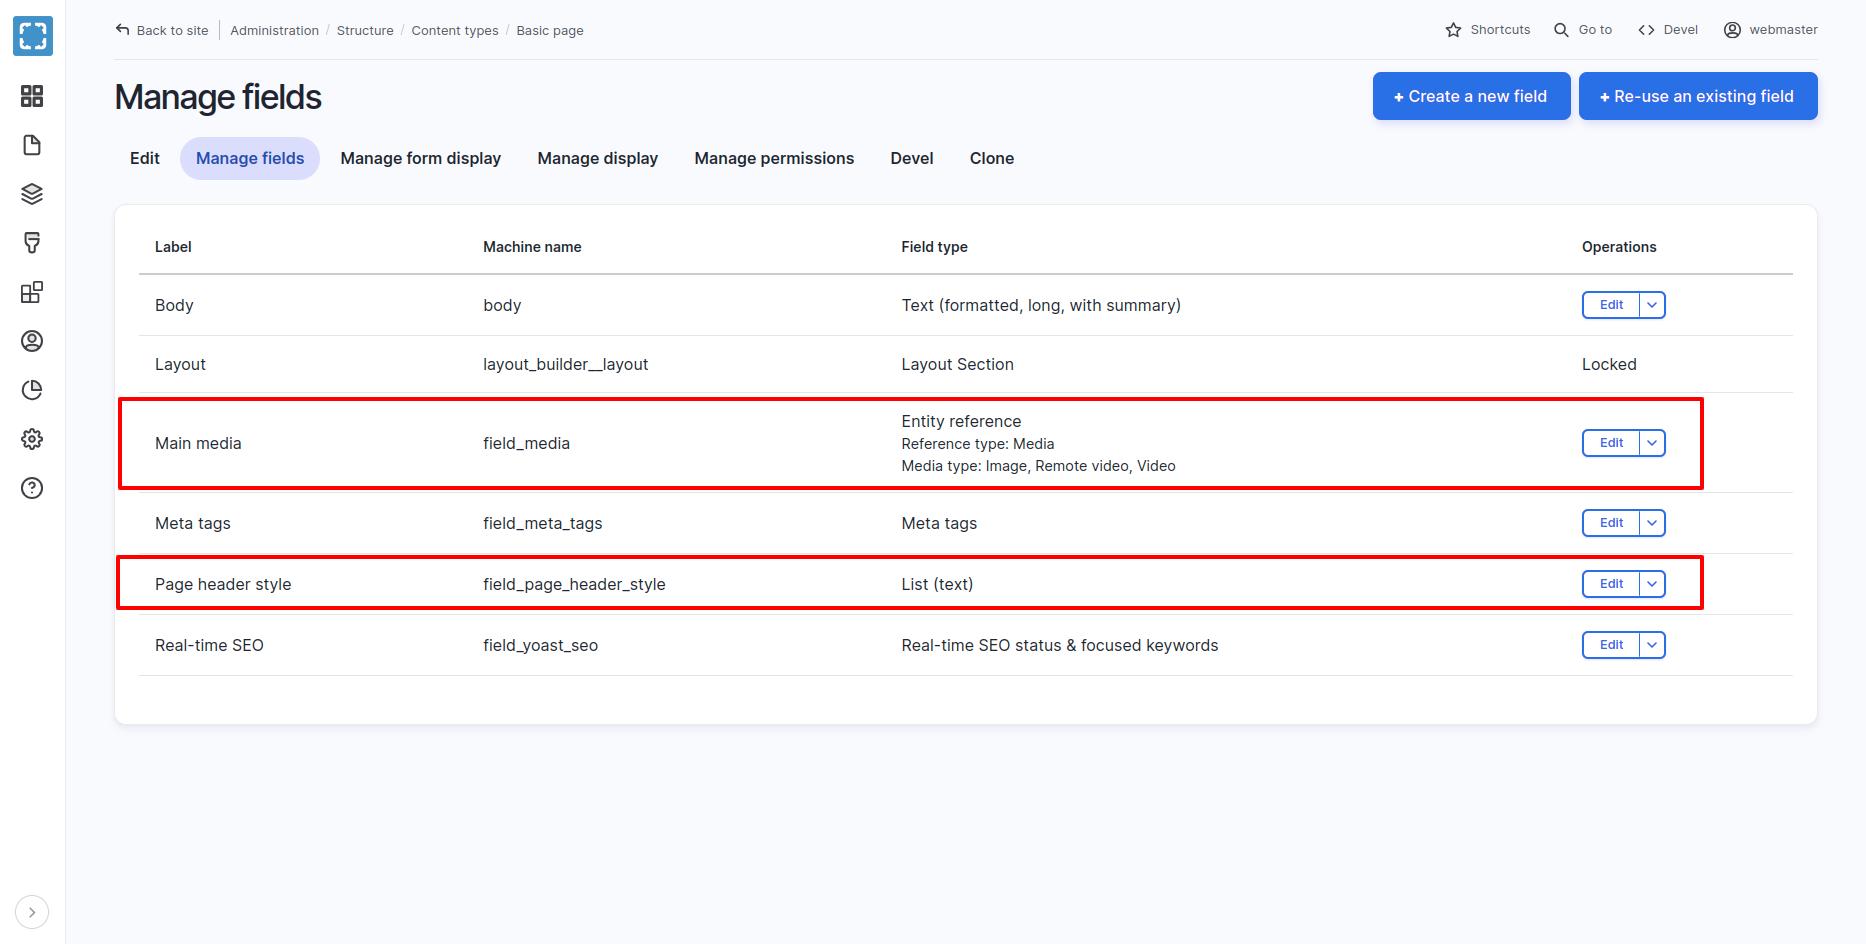 Back to site Administration / Structure / Content types / Basic page Shortcuts Go to Devel webmaster
Manage fields + Create a new field + Re-use an existing field
Edit Manage fields Manage form display Manage display Manage permissions Devel Clone
Label Machine name Field type Operations
Body body Text (formatted, long, with summary) Edit
Layout layout_builder__layout Layout Section Locked
Main media field_media Entity reference
Reference type: Media
Media type: Image, Remote video, Video
Edit
Meta tags field_meta_tags Meta tags Edit
Page header style field_page_header_style List (text) Edit
Real-time SEO field_yoast_seo Real-time SEO status & focused keywords Edit